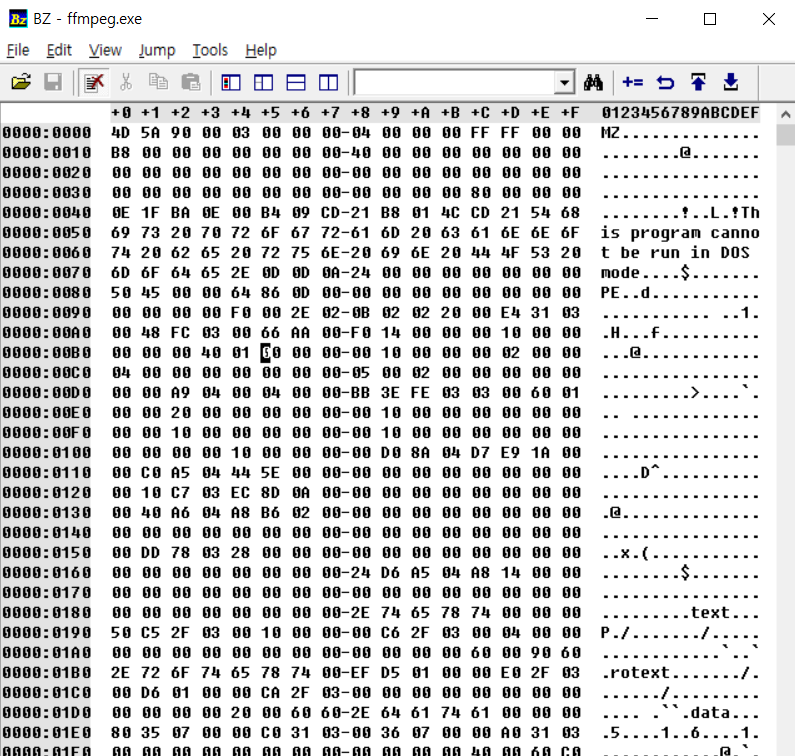 BZ - ffmpeg.exe
File Edit View Jump Tools Help
+0 +1 +2 +3 +4 +5 +6 +7 +8 +9 +A +B +C +D +E +F 0123456789ABCDEF
0000:0000 4D 5A 90 00 03 00 00 00-04 00 00 00 FF FF 00 00 MZ..............
0000:0010 B8 00 00 00 00 00 00 00-40 00 00 00 00 00 00 00 ........@.......
0000:0020 00 00 00 00 00 00 00 00-00 00 00 00 00 00 00 00 ................
0000:0030 00 00 00 00 00 00 00 00-00 00 00 00 80 00 00 00 ................
0000:0040 0E 1F BA 0E 00 B4 09 CD-21 B8 01 4C CD 21 54 68 ........!..L.!Th
0000:0050 69 73 20 70 72 6F 67 72-61 6D 20 63 61 6E 6E 6F is program canno
0000:0060 74 20 62 65 20 72 75 6E-20 69 6E 20 44 4F 53 20 t be run in DOS
0000:0070 6D 6F 64 65 2E 0D 0D 0A-24 00 00 00 00 00 00 00 mode....$.......
0000:0080 50 45 00 00 64 86 0D 00-00 00 00 00 00 00 00 00 PE..d...........
0000:0090 00 00 00 00 F0 00 2E 02-0B 02 02 20 00 E4 31 03 ........... ..1.
0000:00A0 00 48 FC 03 00 66 AA 00-F0 14 00 00 00 10 00 00 .H...f..........
0000:00B0 00 00 00 40 01 00 00 00-00 10 00 00 00 02 00 00 ...@............
0000:00C0 04 00 00 00 00 00 00 00-05 00 02 00 00 00 00 00 ................
0000:00D0 00 00 A9 04 00 04 00 00-BB 3E FE 03 03 00 60 01 .........>....`.
0000:00E0 00 00 20 00 00 00 00 00-00 10 00 00 00 00 00 00 .. .............
0000:00F0 00 00 10 00 00 00 00 00-00 10 00 00 00 00 00 00 ................
0000:0100 00 00 00 00 10 00 00 00-00 D0 8A 04 D7 E9 1A 00 ................
0000:0110 00 C0 A5 04 44 5E 00 00-00 00 00 00 00 00 00 00 ....D^..........
0000:0120 00 10 C7 03 EC 8D 0A 00-00 00 00 00 00 00 00 00 ................
0000:0130 00 40 A6 04 A8 B6 02 00-00 00 00 00 00 00 00 00 .@..............
0000:0140 00 00 00 00 00 00 00 00-00 00 00 00 00 00 00 00 ................
0000:0150 00 DD 78 03 28 00 00 00-00 00 00 00 00 00 00 00 ..x.(...........
0000:0160 00 00 00 00 00 00 00 00-24 D6 A5 04 A8 14 00 00 ........$.......
0000:0170 00 00 00 00 00 00 00 00-00 00 00 00 00 00 00 00 ................
0000:0180 00 00 00 00 00 00 00 00-2E 74 65 78 74 00 00 00 .........text...
0000:0190 50 C5 2F 03 00 10 00 00-00 C6 2F 03 00 04 00 00 P./......./.....
0000:01A0 00 00 00 00 00 00 00 00-00 00 00 00 60 00 90 60 ............`..`
0000:01B0 2E 72 6F 74 65 78 74 00-EF D5 01 00 00 E0 2F 03 .rotext......./.
0000:01C0 00 D6 01 00 00 CA 2F 03-00 00 00 00 00 00 00 00 ....../.........
0000:01D0 00 00 00 00 20 00 60 60-2E 64 61 74 61 00 00 00 .... .``.data...
0000:01E0 80 35 07 00 00 C0 31 03-00 36 07 00 00 A0 31 03 .5....1..6....1.
0000:01F0 00 00 00 00 00 00 00 00-00 00 00 00 40 00 60 C0 ............@.`.